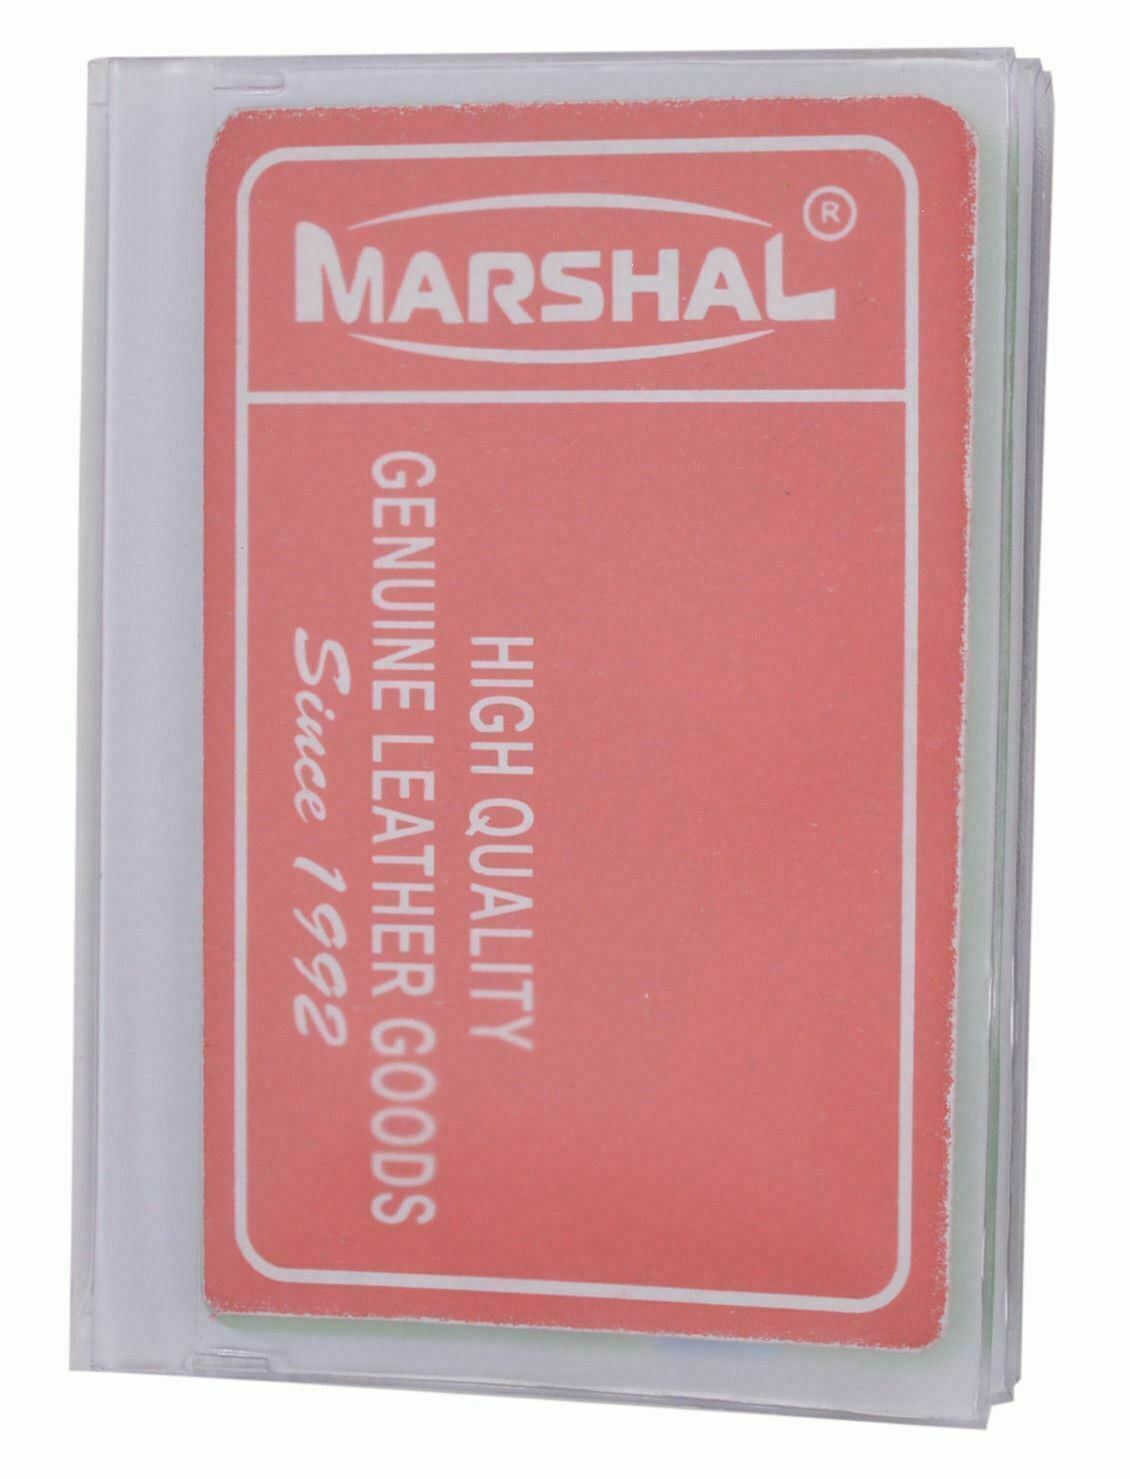 MARSHAL ®
HIGH QUALITY
GENUINE LEATHER GOODS
Since 1992